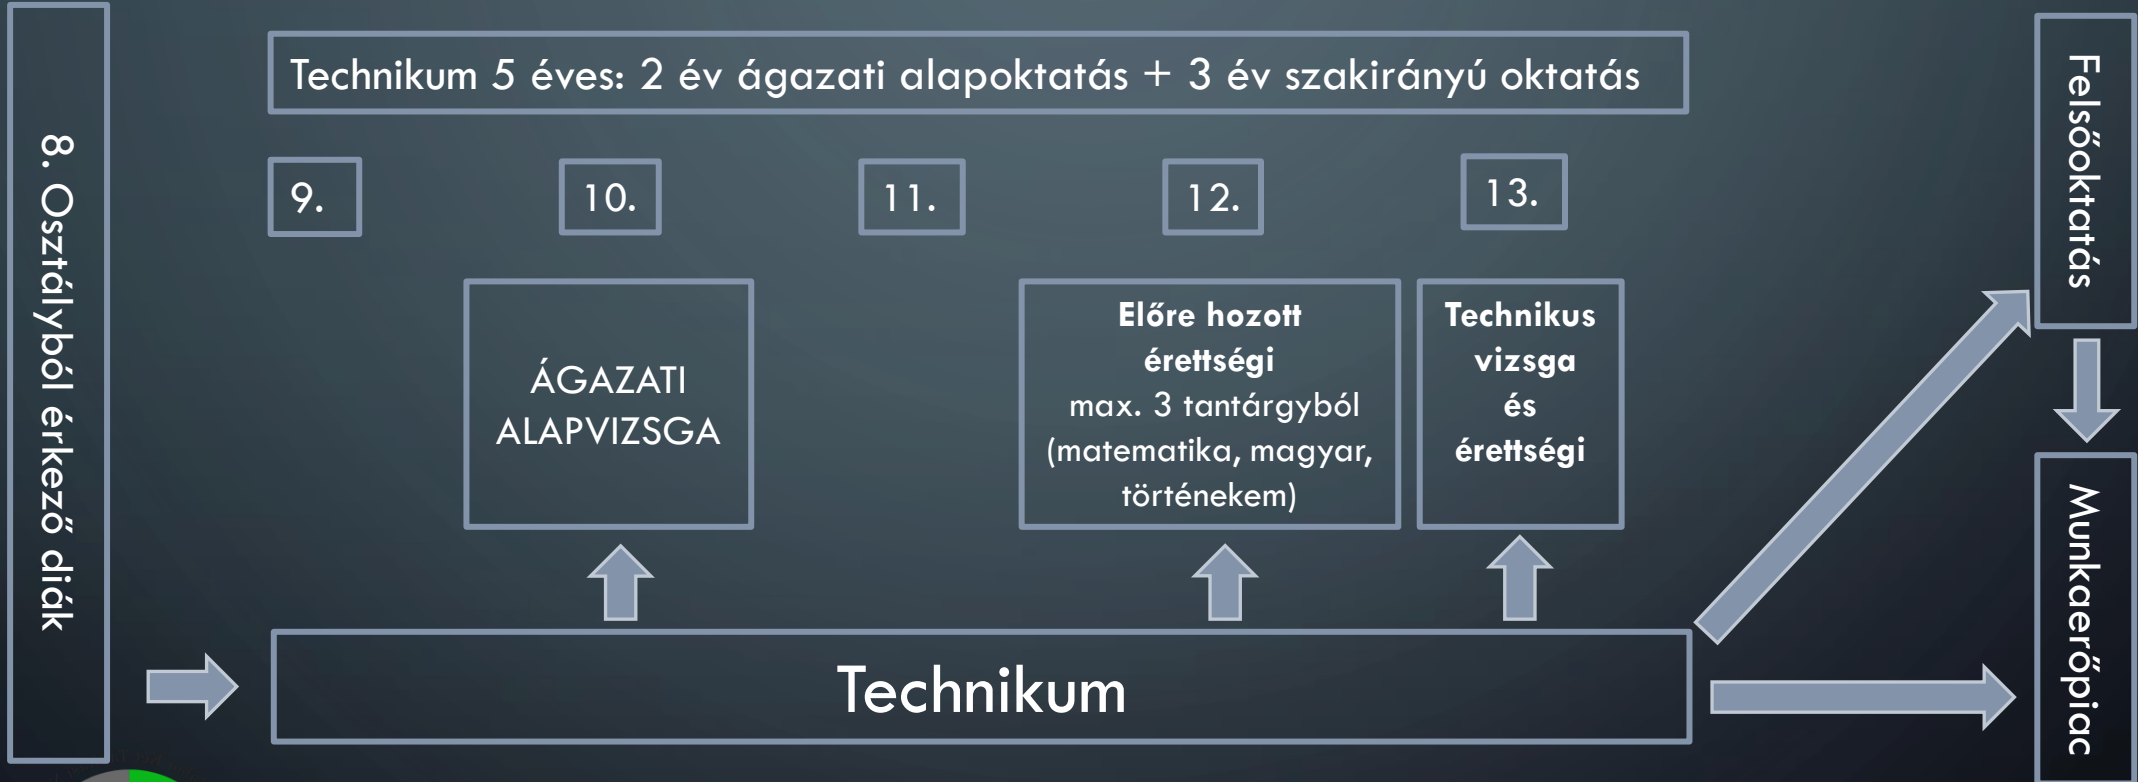 8. Osztályból érkező diák
Technikum 5 éves: 2 év ágazati alapoktatás + 3 év szakirányú oktatás
9.
10.
11.
12.
13.
ÁGAZATI
ALAPVIZSGA
Előre hozott
érettségi
max. 3 tantárgyból
(matematika, magyar,
történekem)
Technikus
vizsga
és
érettségi
Technikum
Felsőoktatás
Munkaerőpiac